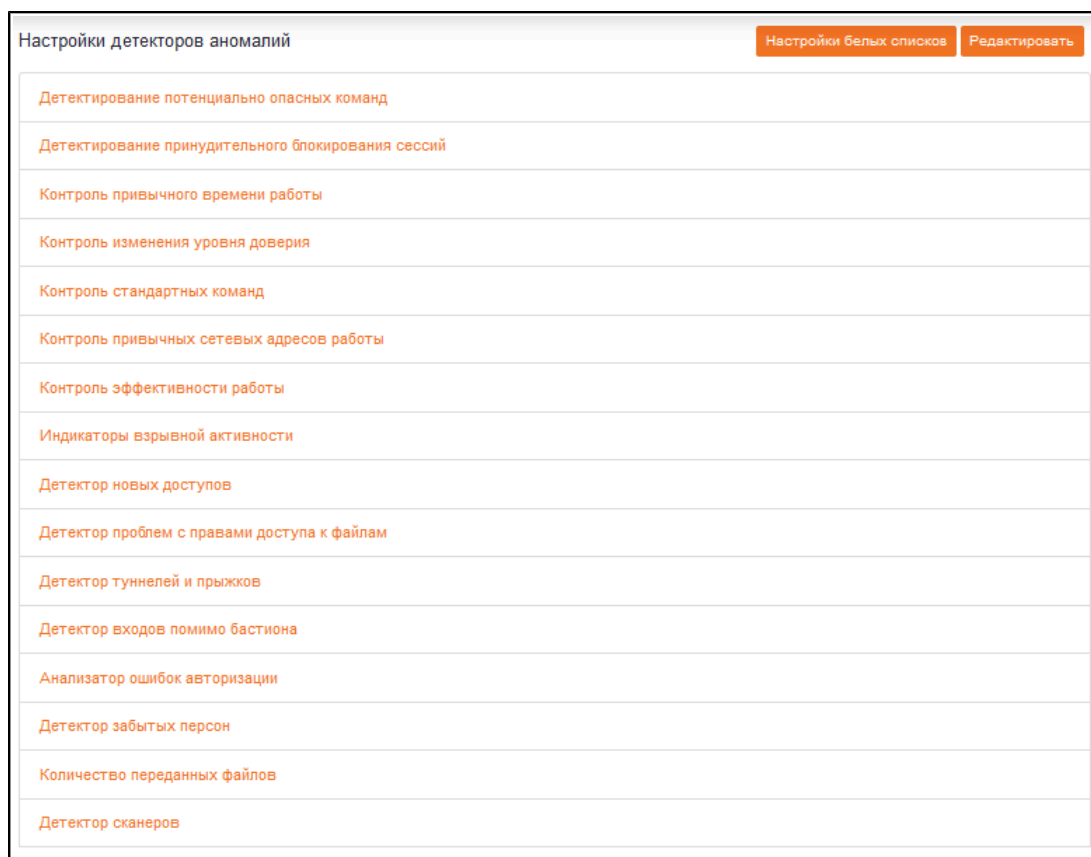 Настройки детекторов аномалий
Настройки белых списков
Редактировать
Детектирование потенциально опасных команд
Детектирование принудительного блокирования сессий
Контроль привычного времени работы
Контроль изменения уровня доверия
Контроль стандартных команд
Контроль привычных сетевых адресов работы
Контроль эффективности работы
Индикаторы взрывной активности
Детектор новых доступов
Детектор проблем с правами доступа к файлам
Детектор туннелей и прыжков
Детектор входов помимо бастиона
Анализатор ошибок авторизации
Детектор забытых персон
Количество переданных файлов
Детектор сканеров